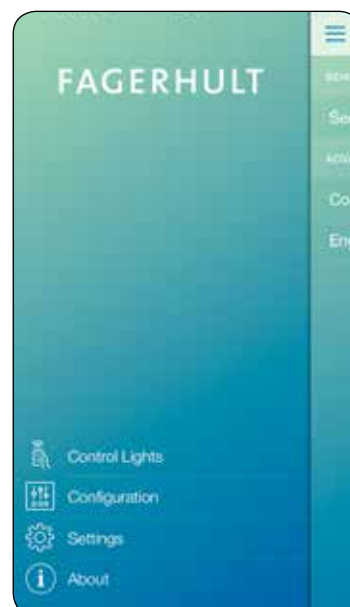 FAGERHULT
Control Lights
Configuration
Settings
About